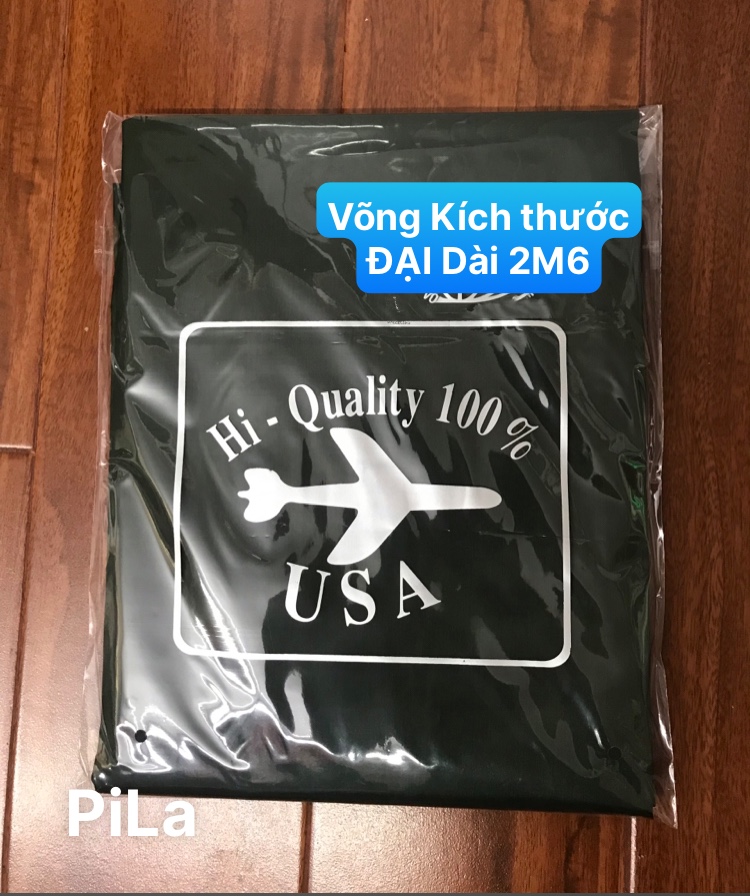 Võng Kích thước
ĐẠI Dài 2M6
Hi - Quality 100 %
USA
PiLa